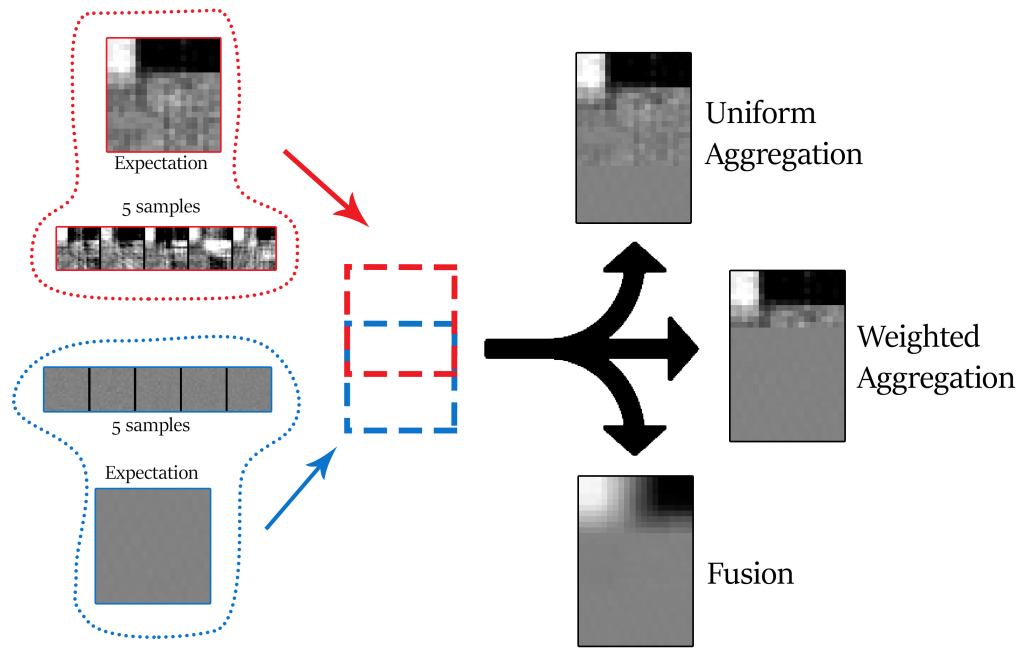 Expectation
5 samples
5 samples
Expectation
Uniform
Aggregation
Weighted
Aggregation
Fusion